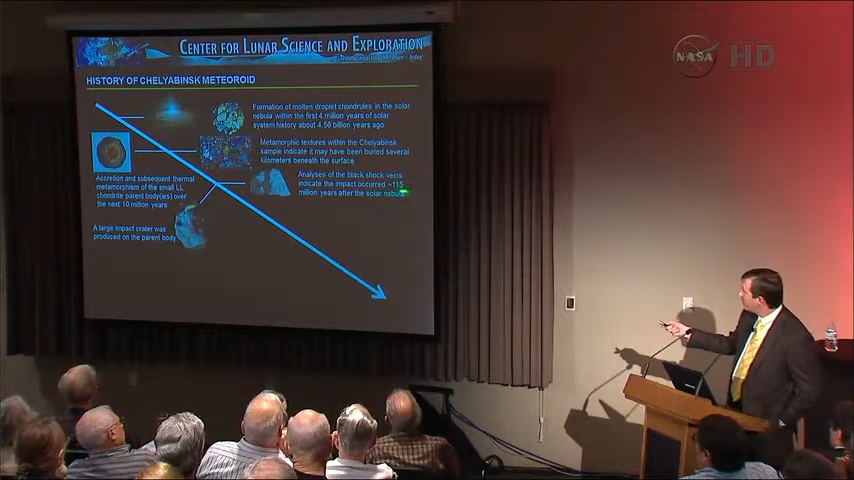 CENTER FOR LUNAR SCIENCE AND EXPLORATION
NASA HD
HISTORY OF CHELYABINSK METEOROID
Formation of molten droplet chondrules in the solar
nebula within the first 4 million years of solar
system history about 4.56 billion years ago
Metamorphic textures within the Chelyabinsk
sample indicate it may have been buried several
kilometers beneath the surface
Analyses of the black shock veins
indicate the impact occurred ~115
million years after the solar nebula
Accretion and subsequent thermal
metamorphism of the small LL
chondrite parent body(ies) over
the next 10 million years
A large impact crater was
produced on the parent body